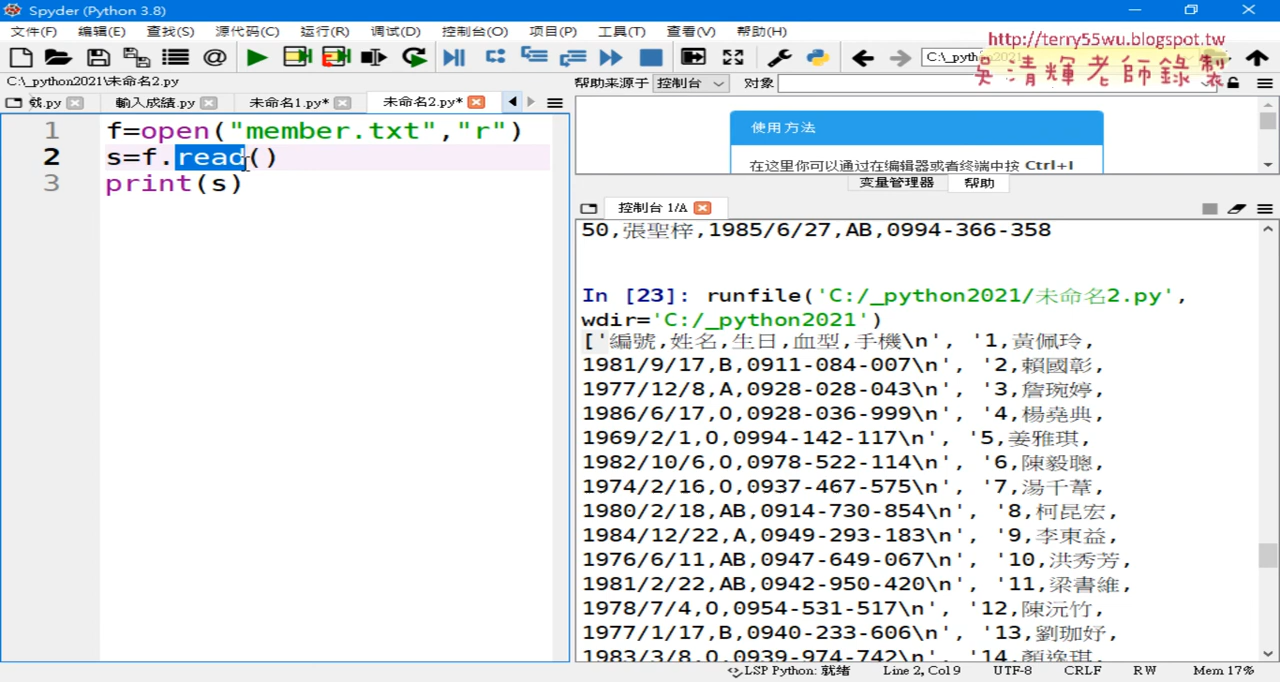 Spyder (Python 3.8)
文件(F) 编辑(E) 查找(S) 源代码(C) 运行(R) 调试(D) 控制台(O) 项目(P) 工具(T) 查看(V) 帮助(H)
http://terry55wu.blogspot.tw
C:\_pyth
吳清輝老師錄製
C:\_python2021\未命名2.py
帮助来源于 控制台 对象
戟.py 輸入成績.py 未命名1.py* 未命名2.py*
1 f=open("member.txt","r")
2 s=f.read()
3 print(s)
使用方法
在这里你可以通过在编辑器或者终端中按 Ctrl+I
变量管理器 帮助
控制台 1/A
50,張聖梓,1985/6/27,AB,0994-366-358
In [23]: runfile('C:/_python2021/未命名2.py',
wdir='C:/_python2021')
['編號,姓名,生日,血型,手機\n', '1,黃佩玲,
1981/9/17,B,0911-084-007\n', '2,賴國彰,
1977/12/8,A,0928-028-043\n', '3,詹琬婷,
1986/6/17,O,0928-036-999\n', '4,楊堯典,
1969/2/1,O,0994-142-117\n', '5,姜雅琪,
1982/10/6,O,0978-522-114\n', '6,陳毅聰,
1974/2/16,O,0937-467-575\n', '7,湯千葦,
1980/2/18,AB,0914-730-854\n', '8,柯昆宏,
1984/12/22,A,0949-293-183\n', '9,李東益,
1976/6/11,AB,0947-649-067\n', '10,洪秀芳,
1981/2/22,AB,0942-950-420\n', '11,梁書維,
1978/7/4,O,0954-531-517\n', '12,陳沅竹,
1977/1/17,B,0940-233-606\n', '13,劉珈妤,
1983/3/8,O,0939-974-742\n', '14,顏逸琪,
LSP Python: 就绪 Line 2, Col 9 UTF-8 CRLF RW Mem 17%